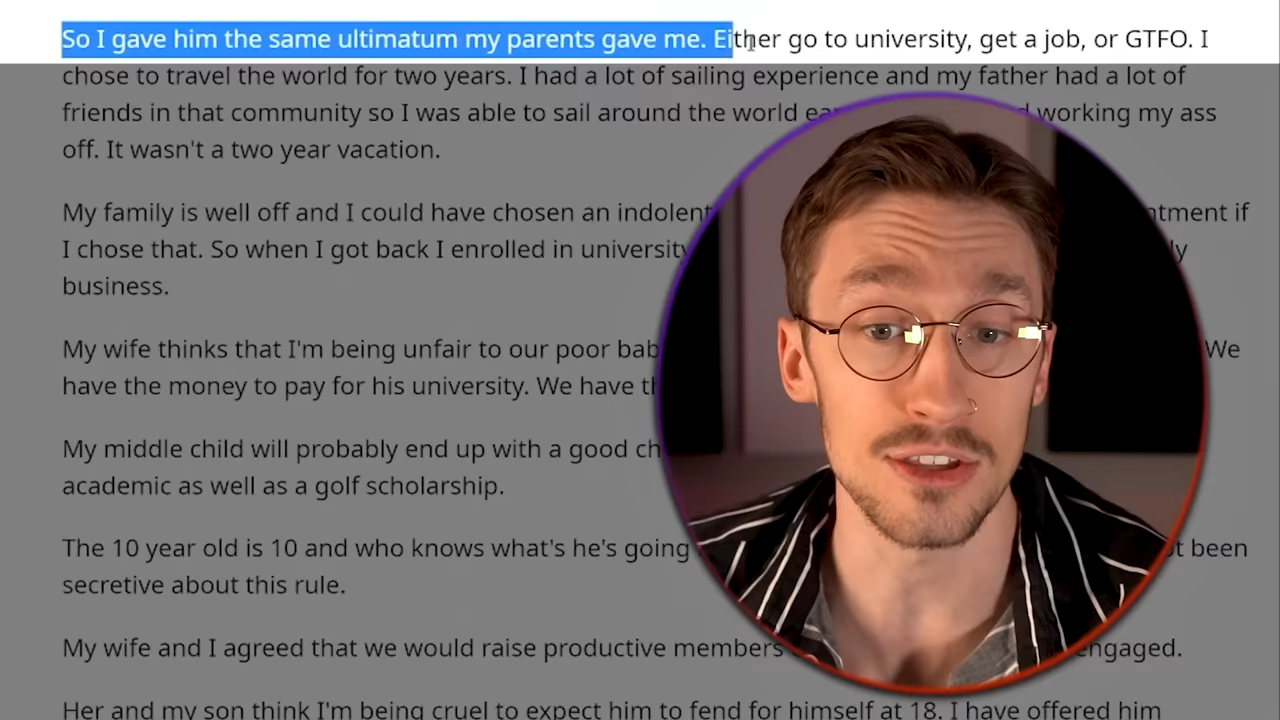 So I gave him the same ultimatum my parents gave me. Either go to university, get a job, or GTFO. I
chose to travel the world for two years. I had a lot of sailing experience and my father had a lot of
friends in that community so I was able to sail around the world working my ass
off. It wasn't a two year vacation.
My family is well off and I could have chosen an indolent if
I chose that. So when I got back I enrolled in university
business.
My wife thinks that I'm being unfair to our poor We
have the money to pay for his university. We have
My middle child will probably end up with a good
academic as well as a golf scholarship.
The 10 year old is 10 and who knows what's he's going been
secretive about this rule.
My wife and I agreed that we would raise productive members engaged.
Her and my son think I'm being cruel to expect him to fend for himself at 18. I have offered him